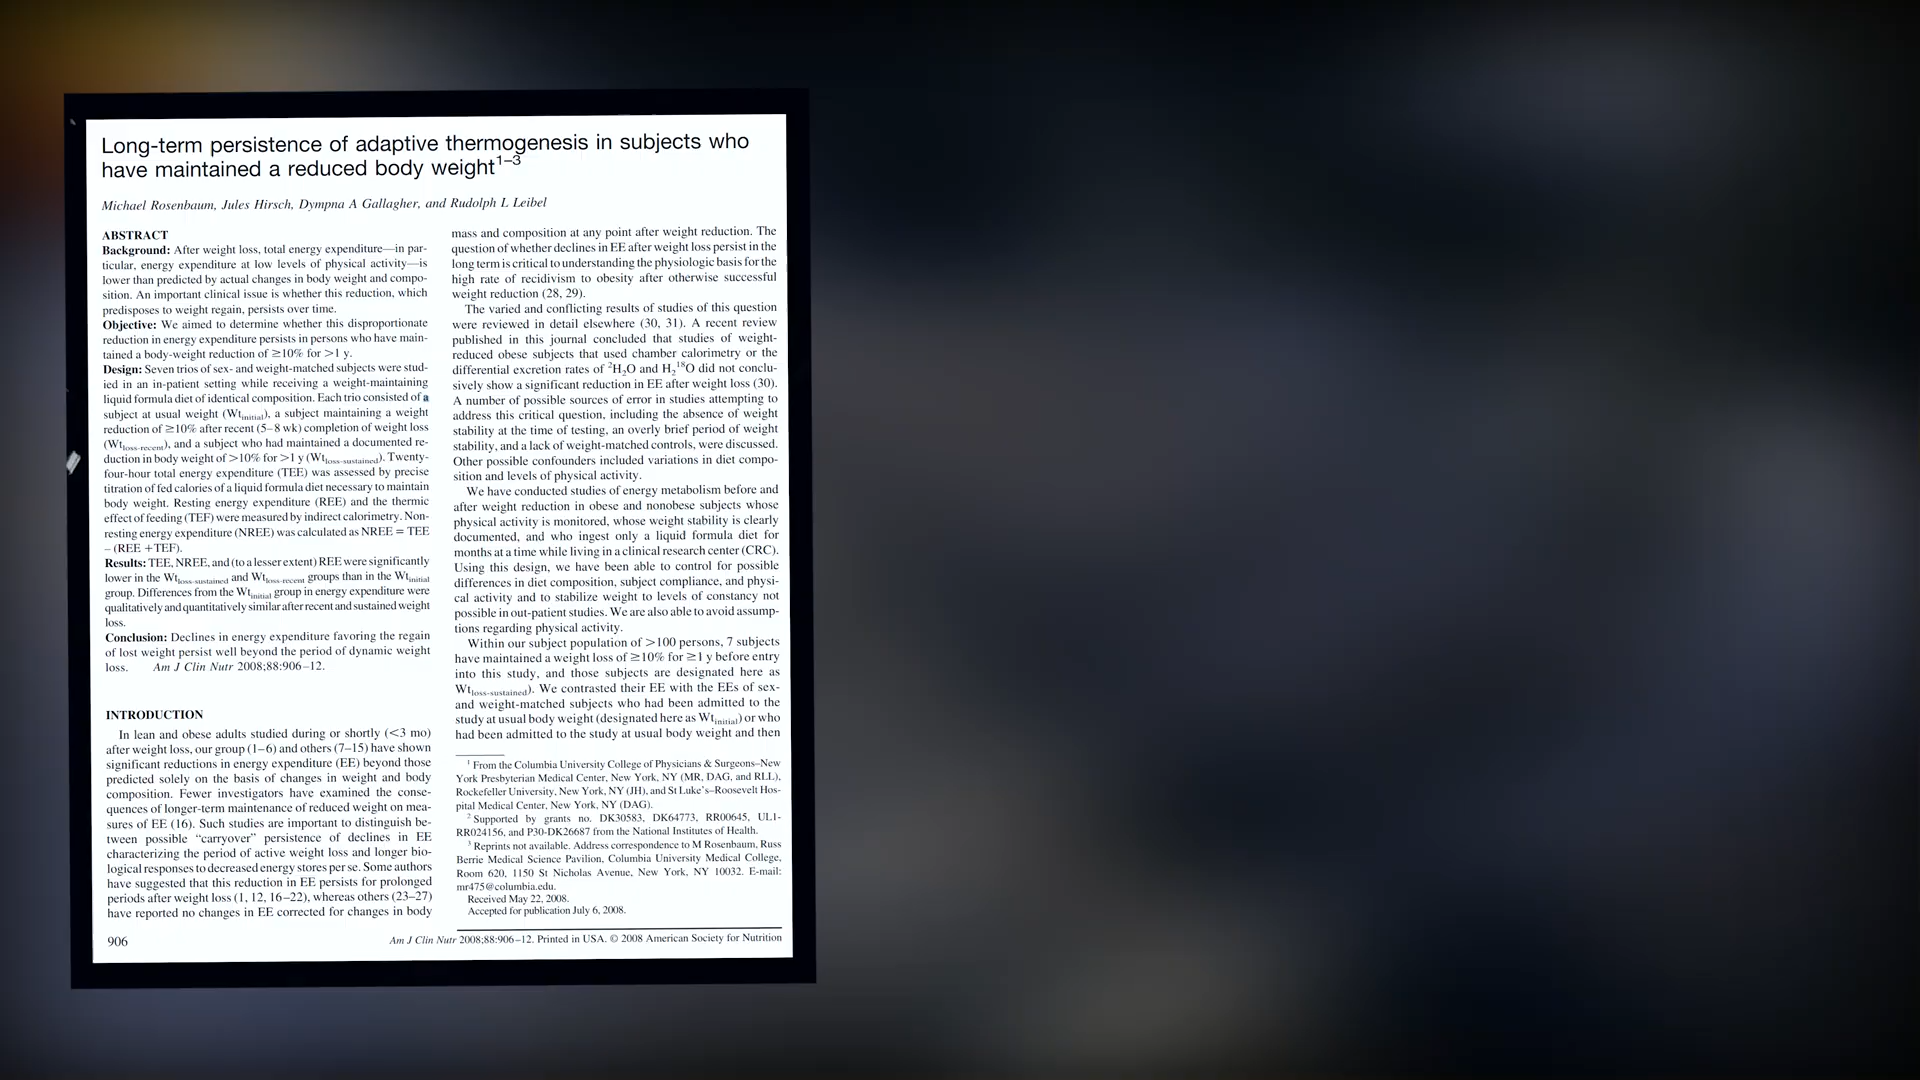 Long-term persistence of adaptive thermogenesis in subjects who
have maintained a reduced body weight1–3
Michael Rosenbaum, Jules Hirsch, Dympna A Gallagher, and Rudolph L Leibel
ABSTRACT
Background: After weight loss, total energy expenditure—in par-
ticular, energy expenditure at low levels of physical activity—is
lower than predicted by actual changes in body weight and compo-
sition. An important clinical issue is whether this reduction, which
predisposes to weight regain, persists over time.
Objective: We aimed to determine whether this disproportionate
reduction in energy expenditure persists in persons who have main-
tained a body-weight reduction of ≥10% for >1 y.
Design: Seven trios of sex- and weight-matched subjects were stud-
ied in an in-patient setting while receiving a weight-maintaining
liquid formula diet of identical composition. Each trio consisted of a
subject at usual weight (Wtinitial), a subject maintaining a weight
reduction of ≥10% after recent (5–8 wk) completion of weight loss
(Wtloss-recent), and a subject who had maintained a documented re-
duction in body weight of >10% for >1 y (Wtloss-sustained). Twenty-
four-hour total energy expenditure (TEE) was assessed by precise
titration of fed calories of a liquid formula diet necessary to maintain
body weight. Resting energy expenditure (REE) and the thermic
effect of feeding (TEF) were measured by indirect calorimetry. Non-
resting energy expenditure (NREE) was calculated as NREE = TEE
– (REE +TEF).
Results: TEE, NREE, and (to a lesser extent) REE were significantly
lower in the Wtloss-sustained and Wtloss-recent groups than in the Wtinitial
group. Differences from the Wtinitial group in energy expenditure were
qualitatively and quantitatively similar after recent and sustained weight
loss.
Conclusion: Declines in energy expenditure favoring the regain
of lost weight persist well beyond the period of dynamic weight
loss. Am J Clin Nutr 2008;88:906–12.
INTRODUCTION
In lean and obese adults studied during or shortly (<3 mo)
after weight loss, our group (1–6) and others (7–15) have shown
significant reductions in energy expenditure (EE) beyond those
predicted solely on the basis of changes in weight and body
composition. Fewer investigators have examined the conse-
quences of longer-term maintenance of reduced weight on mea-
sures of EE (16). Such studies are important to distinguish be-
tween possible “carryover” persistence of declines in EE
characterizing the period of active weight loss and longer bio-
logical responses to decreased energy stores per se. Some authors
have suggested that this reduction in EE persists for prolonged
periods after weight loss (1, 12, 16–22), whereas others (23–27)
have reported no changes in EE corrected for changes in body
mass and composition at any point after weight reduction. The
question of whether declines in EE after weight loss persist in the
long term is critical to understanding the physiologic basis for the
high rate of recidivism to obesity after otherwise successful
weight reduction (28, 29).
The varied and conflicting results of studies of this question
were reviewed in detail elsewhere (30, 31). A recent review
published in this journal concluded that studies of weight-
reduced obese subjects that used chamber calorimetry or the
differential excretion rates of 2H2O and H218O did not conclu-
sively show a significant reduction in EE after weight loss (30).
A number of possible sources of error in studies attempting to
address this critical question, including the absence of weight
stability at the time of testing, an overly brief period of weight
stability, and a lack of weight-matched controls, were discussed.
Other possible confounders included variations in diet compo-
sition and levels of physical activity.
We have conducted studies of energy metabolism before and
after weight reduction in obese and nonobese subjects whose
physical activity is monitored, whose weight stability is clearly
documented, and who ingest only a liquid formula diet for
months at a time while living in a clinical research center (CRC).
Using this design, we have been able to control for possible
differences in diet composition, subject compliance, and physi-
cal activity and to stabilize weight to levels of constancy not
possible in out-patient studies. We are also able to avoid assump-
tions regarding physical activity.
Within our subject population of >100 persons, 7 subjects
have maintained a weight loss of ≥10% for ≥1 y before entry
into this study, and those subjects are designated here as
Wtloss-sustained). We contrasted their EE with the EEs of sex-
and weight-matched subjects who had been admitted to the
study at usual body weight (designated here as Wtinitial) or who
had been admitted to the study at usual body weight and then
1 From the Columbia University College of Physicians & Surgeons–New
York Presbyterian Medical Center, New York, NY (MR, DAG, and RLL),
Rockefeller University, New York, NY (JH), and St Luke’s–Roosevelt Hos-
pital Medical Center, New York, NY (DAG).
2 Supported by grants no. DK30583, DK64773, RR00645, UL1-
RR024156, and P30-DK26687 from the National Institutes of Health.
3 Reprints not available. Address correspondence to M Rosenbaum, Russ
Berrie Medical Science Pavilion, Columbia University Medical College,
Room 620, 1150 St Nicholas Avenue, New York, NY 10032. E-mail:
mr475@columbia.edu.
Received May 22, 2008.
Accepted for publication July 6, 2008.
906
Am J Clin Nutr 2008;88:906–12. Printed in USA. © 2008 American Society for Nutrition